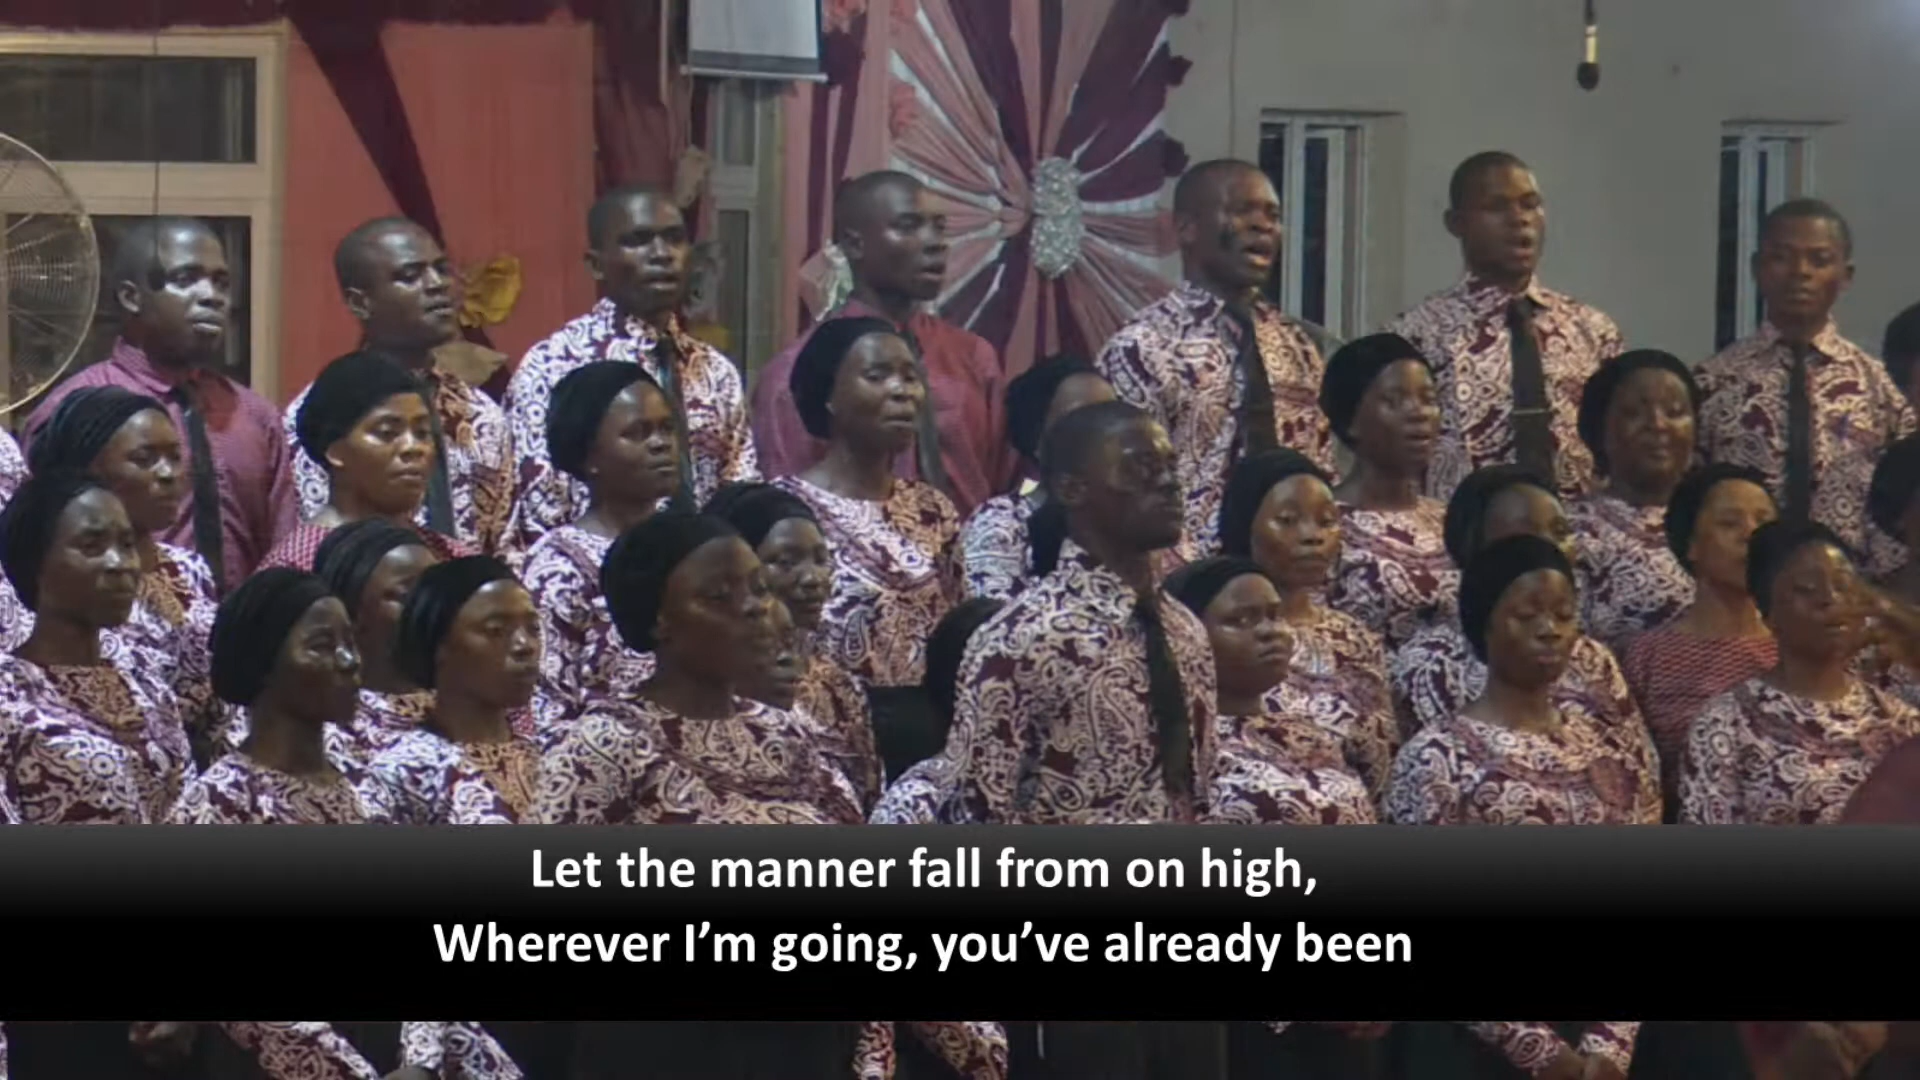 Let the manner fall from on high,
Wherever I’m going, you’ve already been